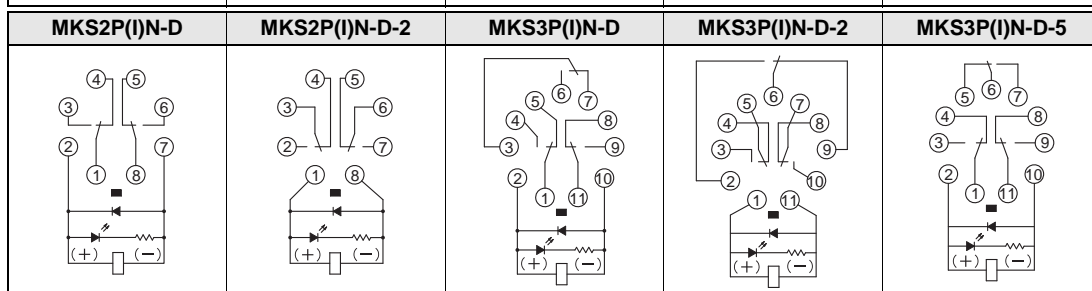 MKS2P(I)N-D MKS2P(I)N-D-2 MKS3P(I)N-D MKS3P(I)N-D-2 MKS3P(I)N-D-5
4 5 3 6 2 7 1 8 (+) (−)
4 5 3 6 2 7 1 8 (+) (−)
6 7 5 4 8 3 9 2 10 1 11 (+) (−)
6 5 7 4 8 3 9 2 10 1 11 (+) (−)
5 6 7 4 8 3 9 2 10 1 11 (+) (−)